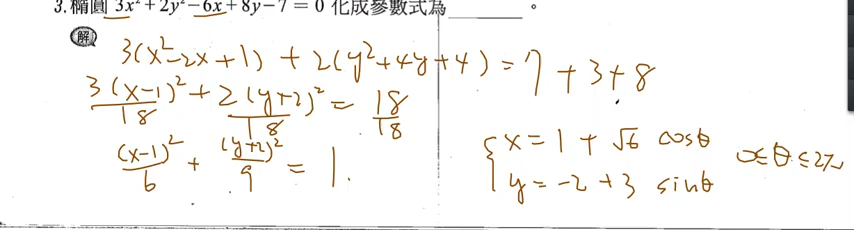 3. 橢圓 3x²+2y²−6x+8y−7=0 化成參數式為________。
解
3(x²-2x+1) + 2(y²+4y+4) = 7+3+8
3(x-1)²/18 + 2(y+2)²/18 = 18/18
(x-1)²/6 + (y+2)²/9 = 1.
{ x = 1 + √6 cosθ
y = -2 + 3 sinθ
0 ≤ θ ≤ 2π